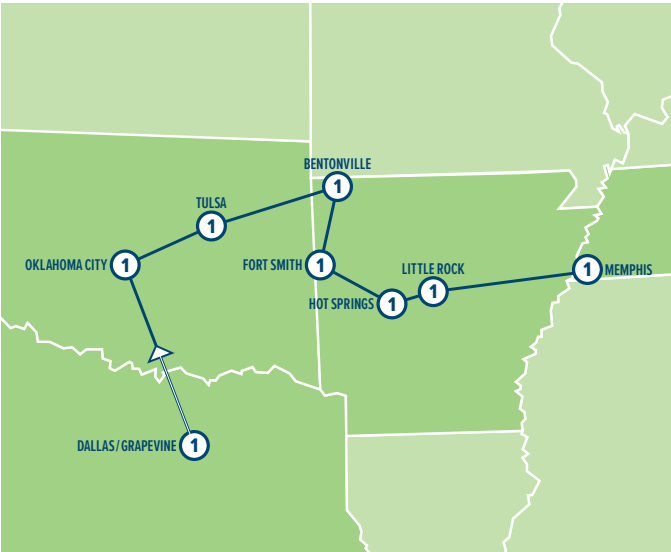 BENTONVILLE
1
TULSA
1
OKLAHOMA CITY 1
FORT SMITH 1
LITTLE ROCK
1
HOT SPRINGS 1
1 MEMPHIS
DALLAS/GRAPEVINE 1